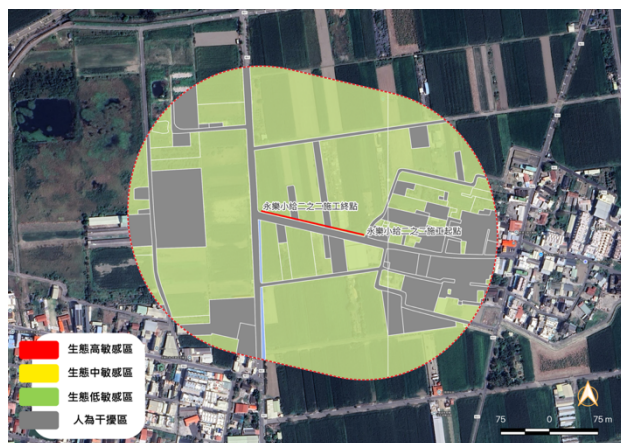 永樂小給二之二施工終點
永樂小給二之二施工起點
生態高敏感區
生態中敏感區
生態低敏感區
人為干擾區
75 0 75 m